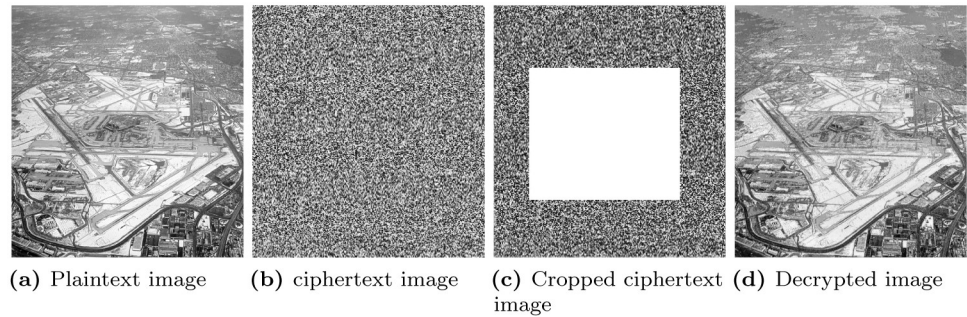 (a) Plaintext image
(b) ciphertext image
(c) Cropped ciphertext
image
(d) Decrypted image